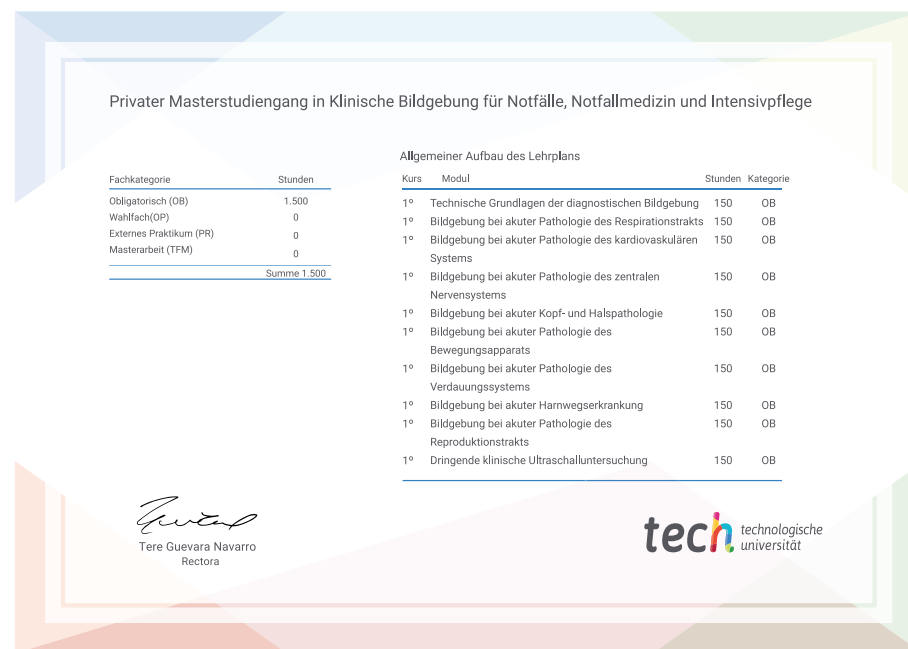 Privater Masterstudiengang in Klinische Bildgebung für Notfälle, Notfallmedizin und Intensivpflege
Fachkategorie Stunden
Obligatorisch (OB) 1.500
Wahlfach(OP) 0
Externes Praktikum (PR) 0
Masterarbeit (TFM) 0
Summe 1.500
Allgemeiner Aufbau des Lehrplans
Kurs Modul Stunden Kategorie
1º Technische Grundlagen der diagnostischen Bildgebung 150 OB
1º Bildgebung bei akuter Pathologie des Respirationstrakts 150 OB
1º Bildgebung bei akuter Pathologie des kardiovaskulären 150 OB
Systems
1º Bildgebung bei akuter Pathologie des zentralen 150 OB
Nervensystems
1º Bildgebung bei akuter Kopf- und Halspathologie 150 OB
1º Bildgebung bei akuter Pathologie des 150 OB
Bewegungsapparats
1º Bildgebung bei akuter Pathologie des 150 OB
Verdauungssystems
1º Bildgebung bei akuter Harnwegserkrankung 150 OB
1º Bildgebung bei akuter Pathologie des 150 OB
Reproduktionstrakts
1º Dringende klinische Ultraschalluntersuchung 150 OB
Tere Guevara Navarro
Rectora
tech technologische
universität